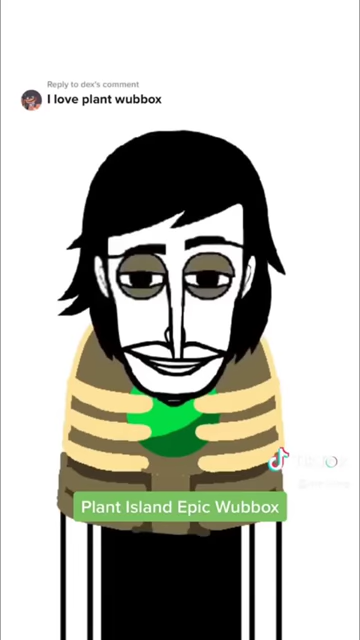 Reply to dex's comment
I love plant wubbox
Plant Island Epic Wubbox